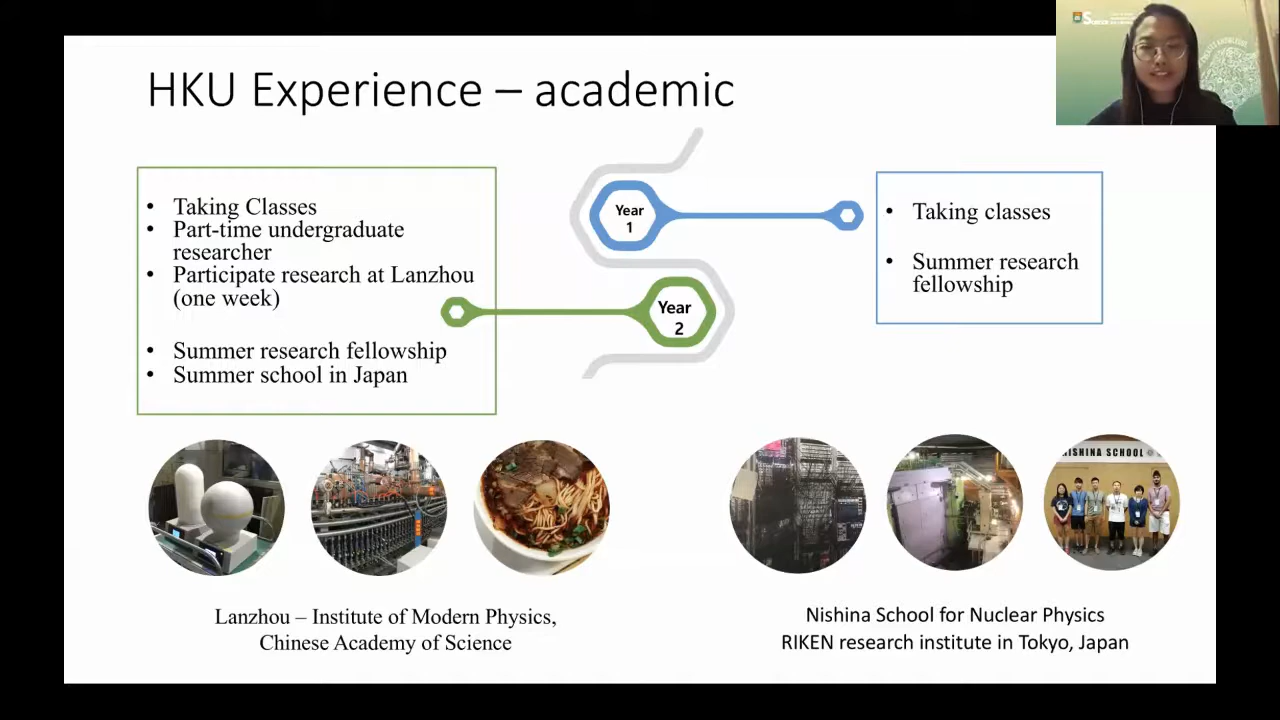 HKU Experience – academic
• Taking Classes
• Part-time undergraduate
researcher
• Participate research at Lanzhou
(one week)
• Summer research fellowship
• Summer school in Japan
Year
1
Year
2
• Taking classes
• Summer research
fellowship
NISHINA SCHOOL
Lanzhou – Institute of Modern Physics,
Chinese Academy of Science
Nishina School for Nuclear Physics
RIKEN research institute in Tokyo, Japan